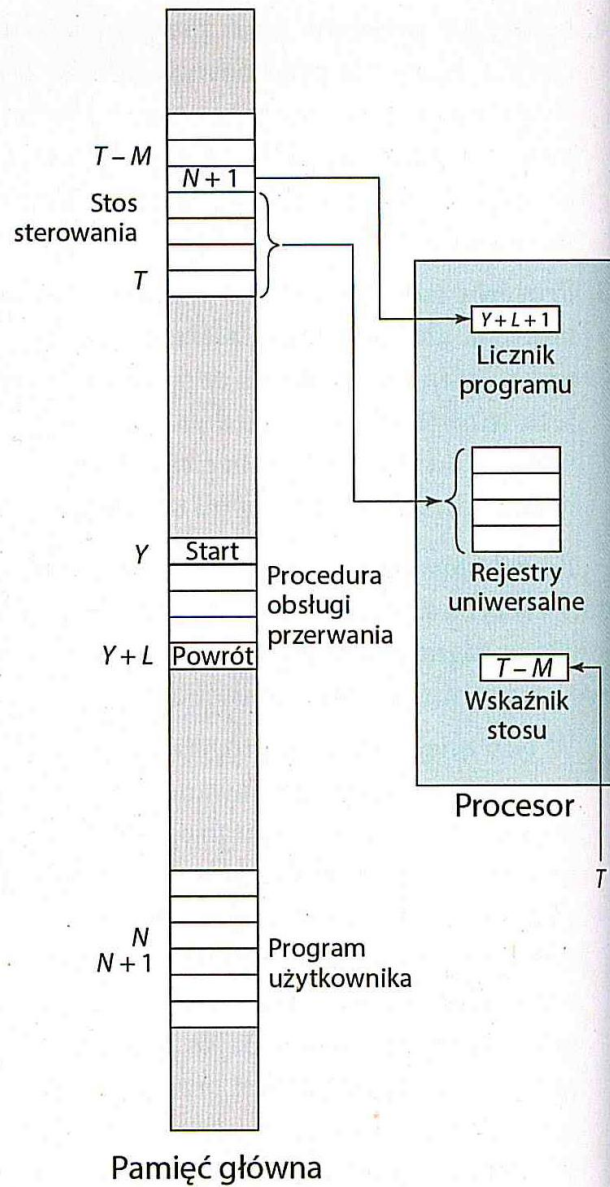 T – M
N + 1
Stos
sterowania
T
Y + L + 1
Licznik
programu
Y
Start
Procedura
obsługi
przerwania
Rejestry
uniwersalne
Y + L
Powrót
T – M
Wskaźnik
stosu
Procesor
T
N
N + 1
Program
użytkownika
Pamięć główna